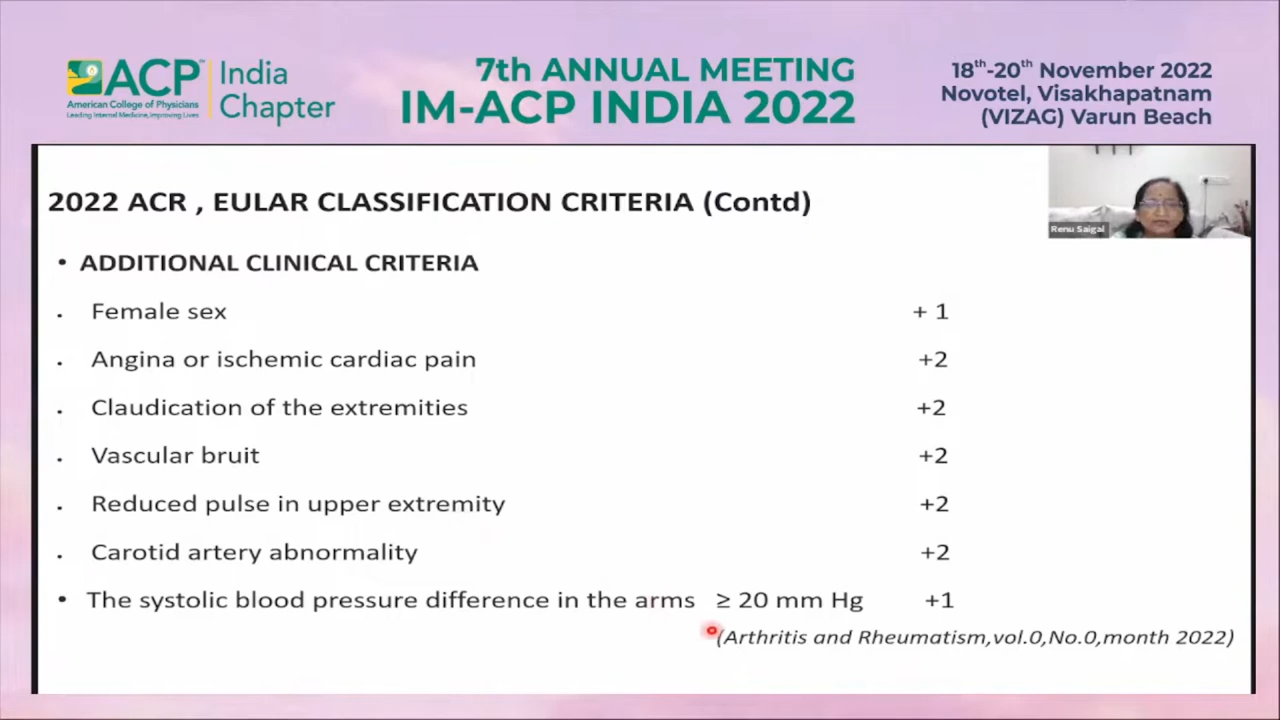 ACP™
American College of Physicians
Leading Internal Medicine, Improving Lives
India
Chapter
7th ANNUAL MEETING
IM-ACP INDIA 2022
18th-20th November 2022
Novotel, Visakhapatnam
(VIZAG) Varun Beach
Renu Saigal
2022 ACR , EULAR CLASSIFICATION CRITERIA (Contd)
• ADDITIONAL CLINICAL CRITERIA
. Female sex + 1
. Angina or ischemic cardiac pain +2
. Claudication of the extremities +2
. Vascular bruit +2
. Reduced pulse in upper extremity +2
. Carotid artery abnormality +2
• The systolic blood pressure difference in the arms ≥ 20 mm Hg +1
(Arthritis and Rheumatism,vol.0,No.0,month 2022)